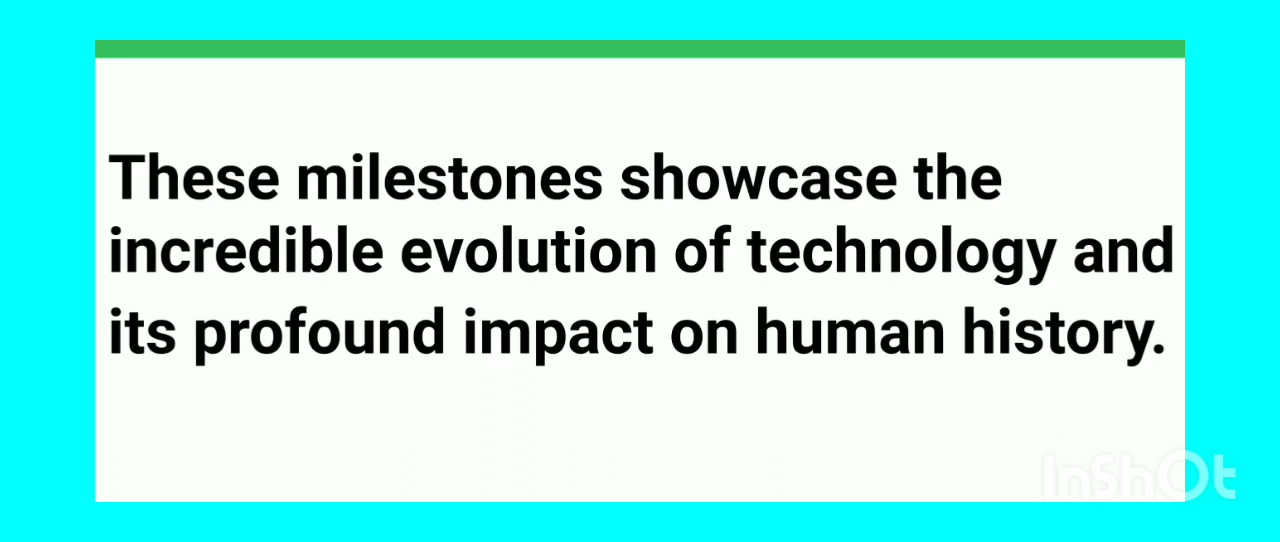 These milestones showcase the
incredible evolution of technology and
its profound impact on human history.
InShOt